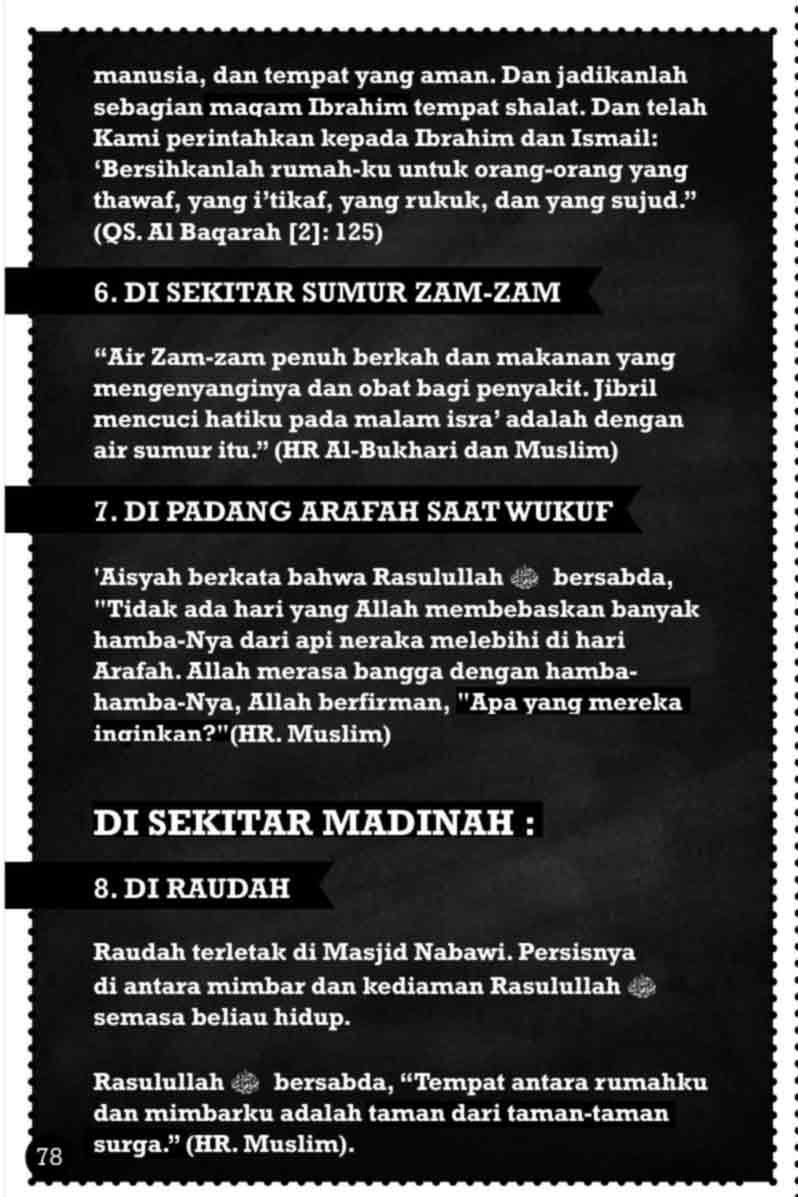 manusia, dan tempat yang aman. Dan jadikanlah
sebagian maqam Ibrahim tempat shalat. Dan telah
Kami perintahkan kepada Ibrahim dan Ismail:
‘Bersihkanlah rumah-ku untuk orang-orang yang
thawaf, yang i’tikaf, yang rukuk, dan yang sujud.”
(QS. Al Baqarah [2]: 125)
6. DI SEKITAR SUMUR ZAM-ZAM
“Air Zam-zam penuh berkah dan makanan yang
mengenyanginya dan obat bagi penyakit. Jibril
mencuci hatiku pada malam isra’ adalah dengan
air sumur itu.” (HR Al-Bukhari dan Muslim)
7. DI PADANG ARAFAH SAAT WUKUF
'Aisyah berkata bahwa Rasulullah ﷺ bersabda,
"Tidak ada hari yang Allah membebaskan banyak
hamba-Nya dari api neraka melebihi di hari
Arafah. Allah merasa bangga dengan hamba-
hamba-Nya, Allah berfirman, "Apa yang mereka
inginkan?"(HR. Muslim)
DI SEKITAR MADINAH :
8. DI RAUDAH
Raudah terletak di Masjid Nabawi. Persisnya
di antara mimbar dan kediaman Rasulullah ﷺ
semasa beliau hidup.
Rasulullah ﷺ bersabda, “Tempat antara rumahku
dan mimbarku adalah taman dari taman-taman
surga.” (HR. Muslim).
78